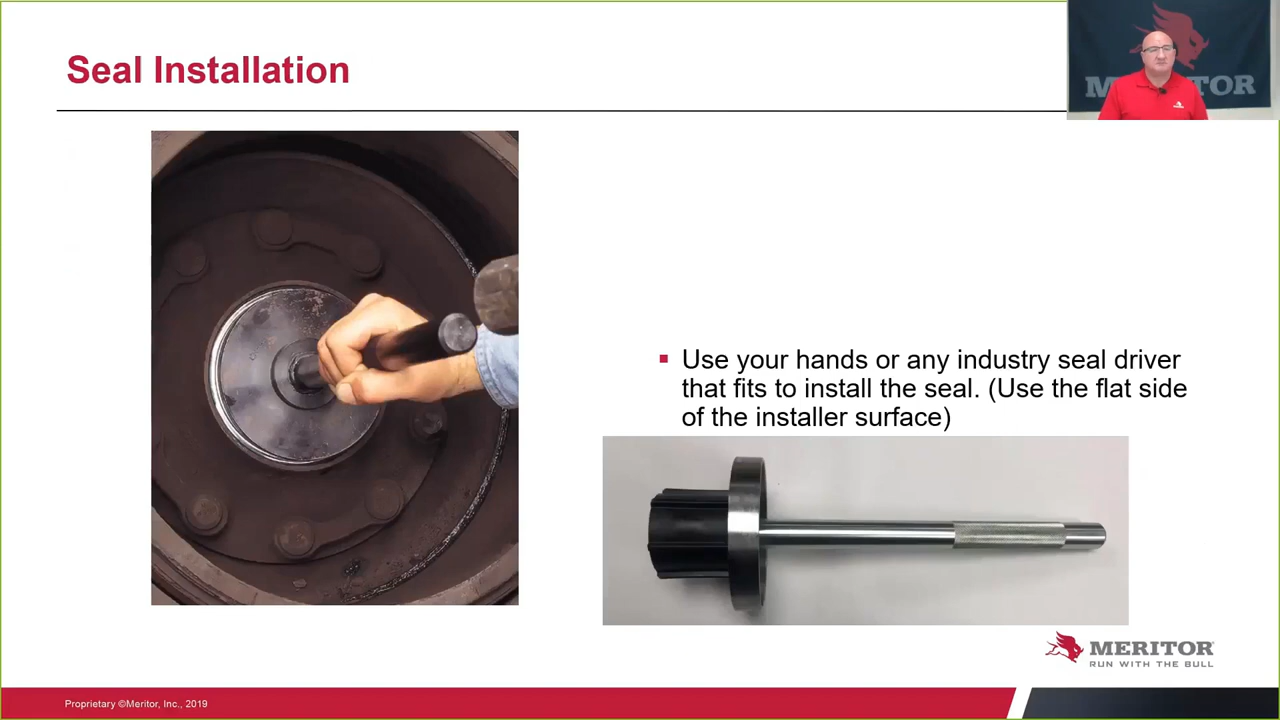 Seal Installation
MERITOR
Use your hands or any industry seal driver
that fits to install the seal. (Use the flat side
of the installer surface)
MERITOR
RUN WITH THE BULL
Proprietary ©Meritor, Inc., 2019